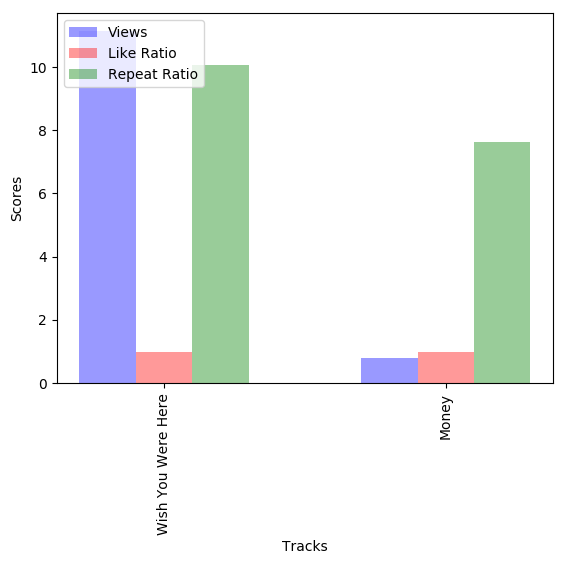 Views
Like Ratio
Repeat Ratio
10
8
6
4
2
0
Scores
Wish You Were Here
Money
Tracks